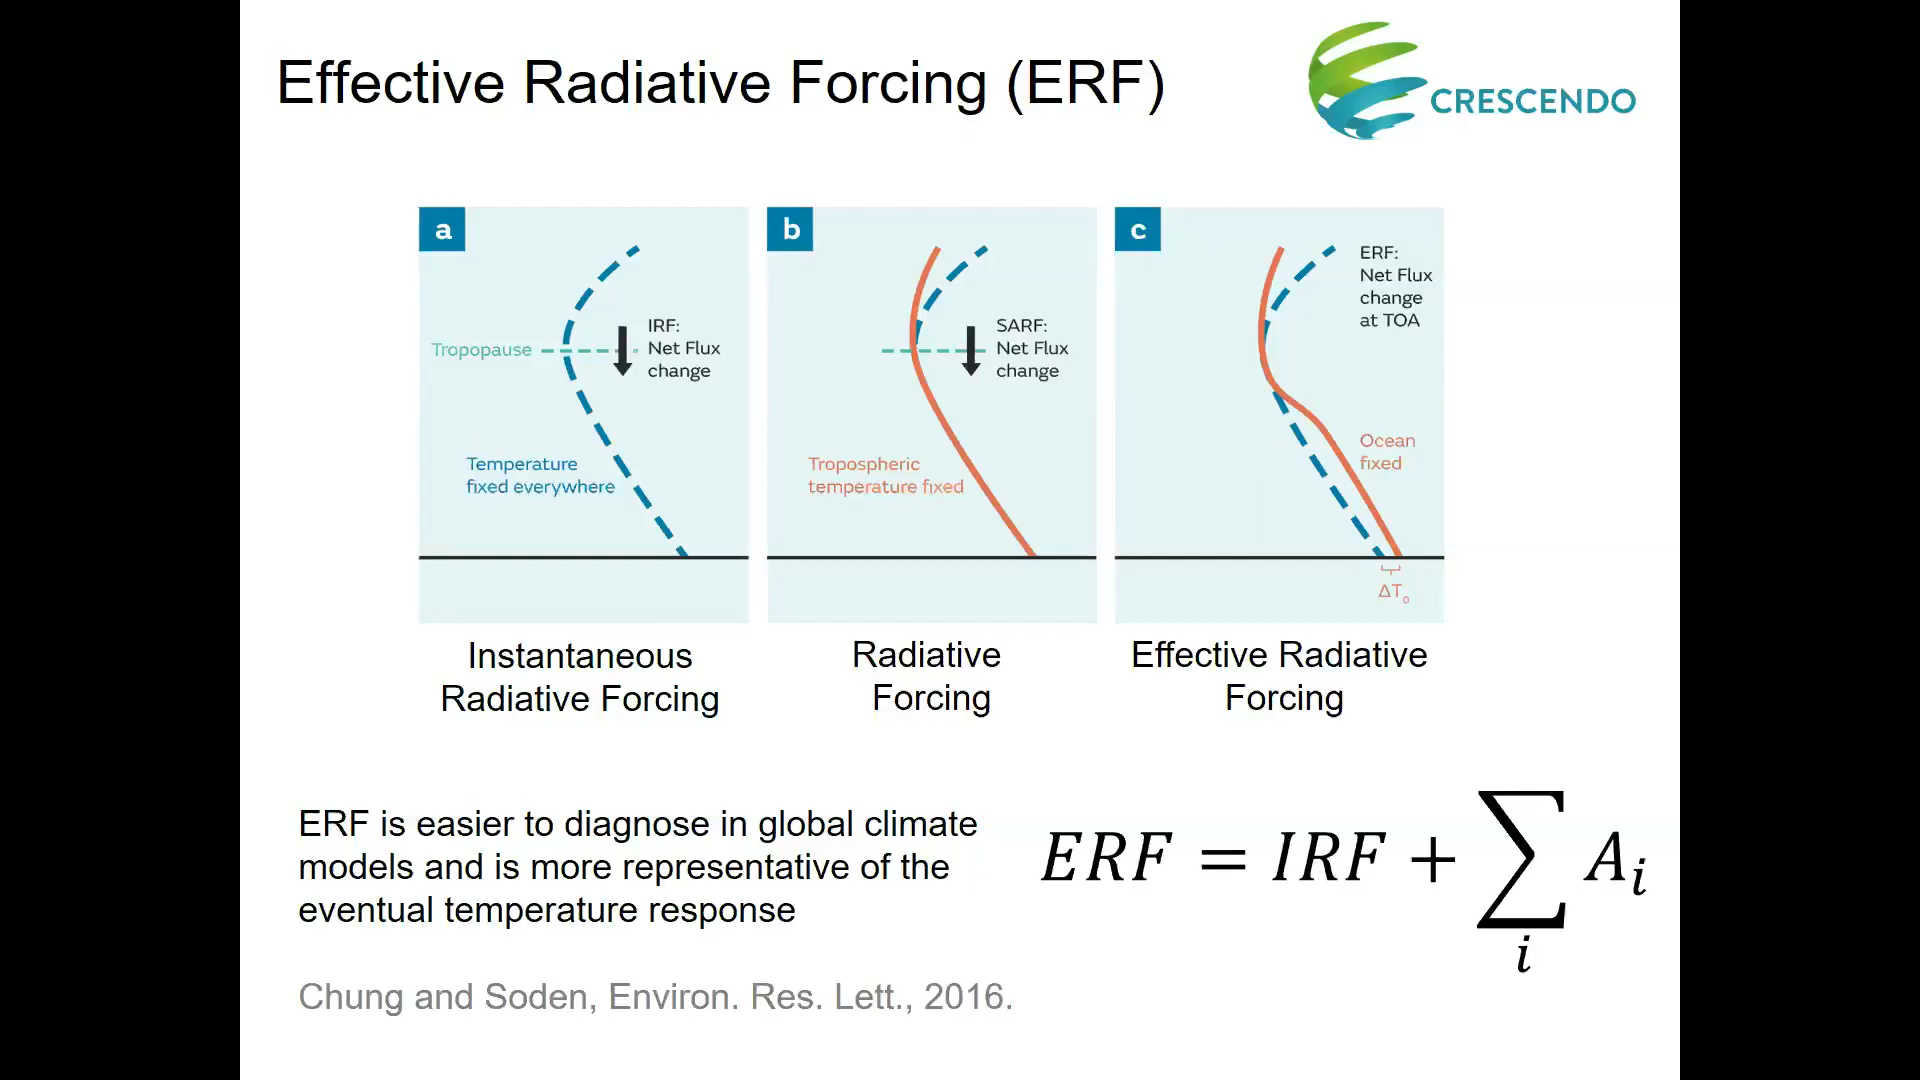 Effective Radiative Forcing (ERF)
CRESCENDO
a
Tropopause
IRF:
Net Flux
change
Temperature
fixed everywhere
b
SARF:
Net Flux
change
Tropospheric
temperature fixed
c
ERF:
Net Flux
change
at TOA
Ocean
fixed
ΔT₀
Instantaneous
Radiative Forcing
Radiative
Forcing
Effective Radiative
Forcing
ERF is easier to diagnose in global climate
models and is more representative of the
eventual temperature response
ERF = IRF + ∑ Aᵢ
i
Chung and Soden, Environ. Res. Lett., 2016.